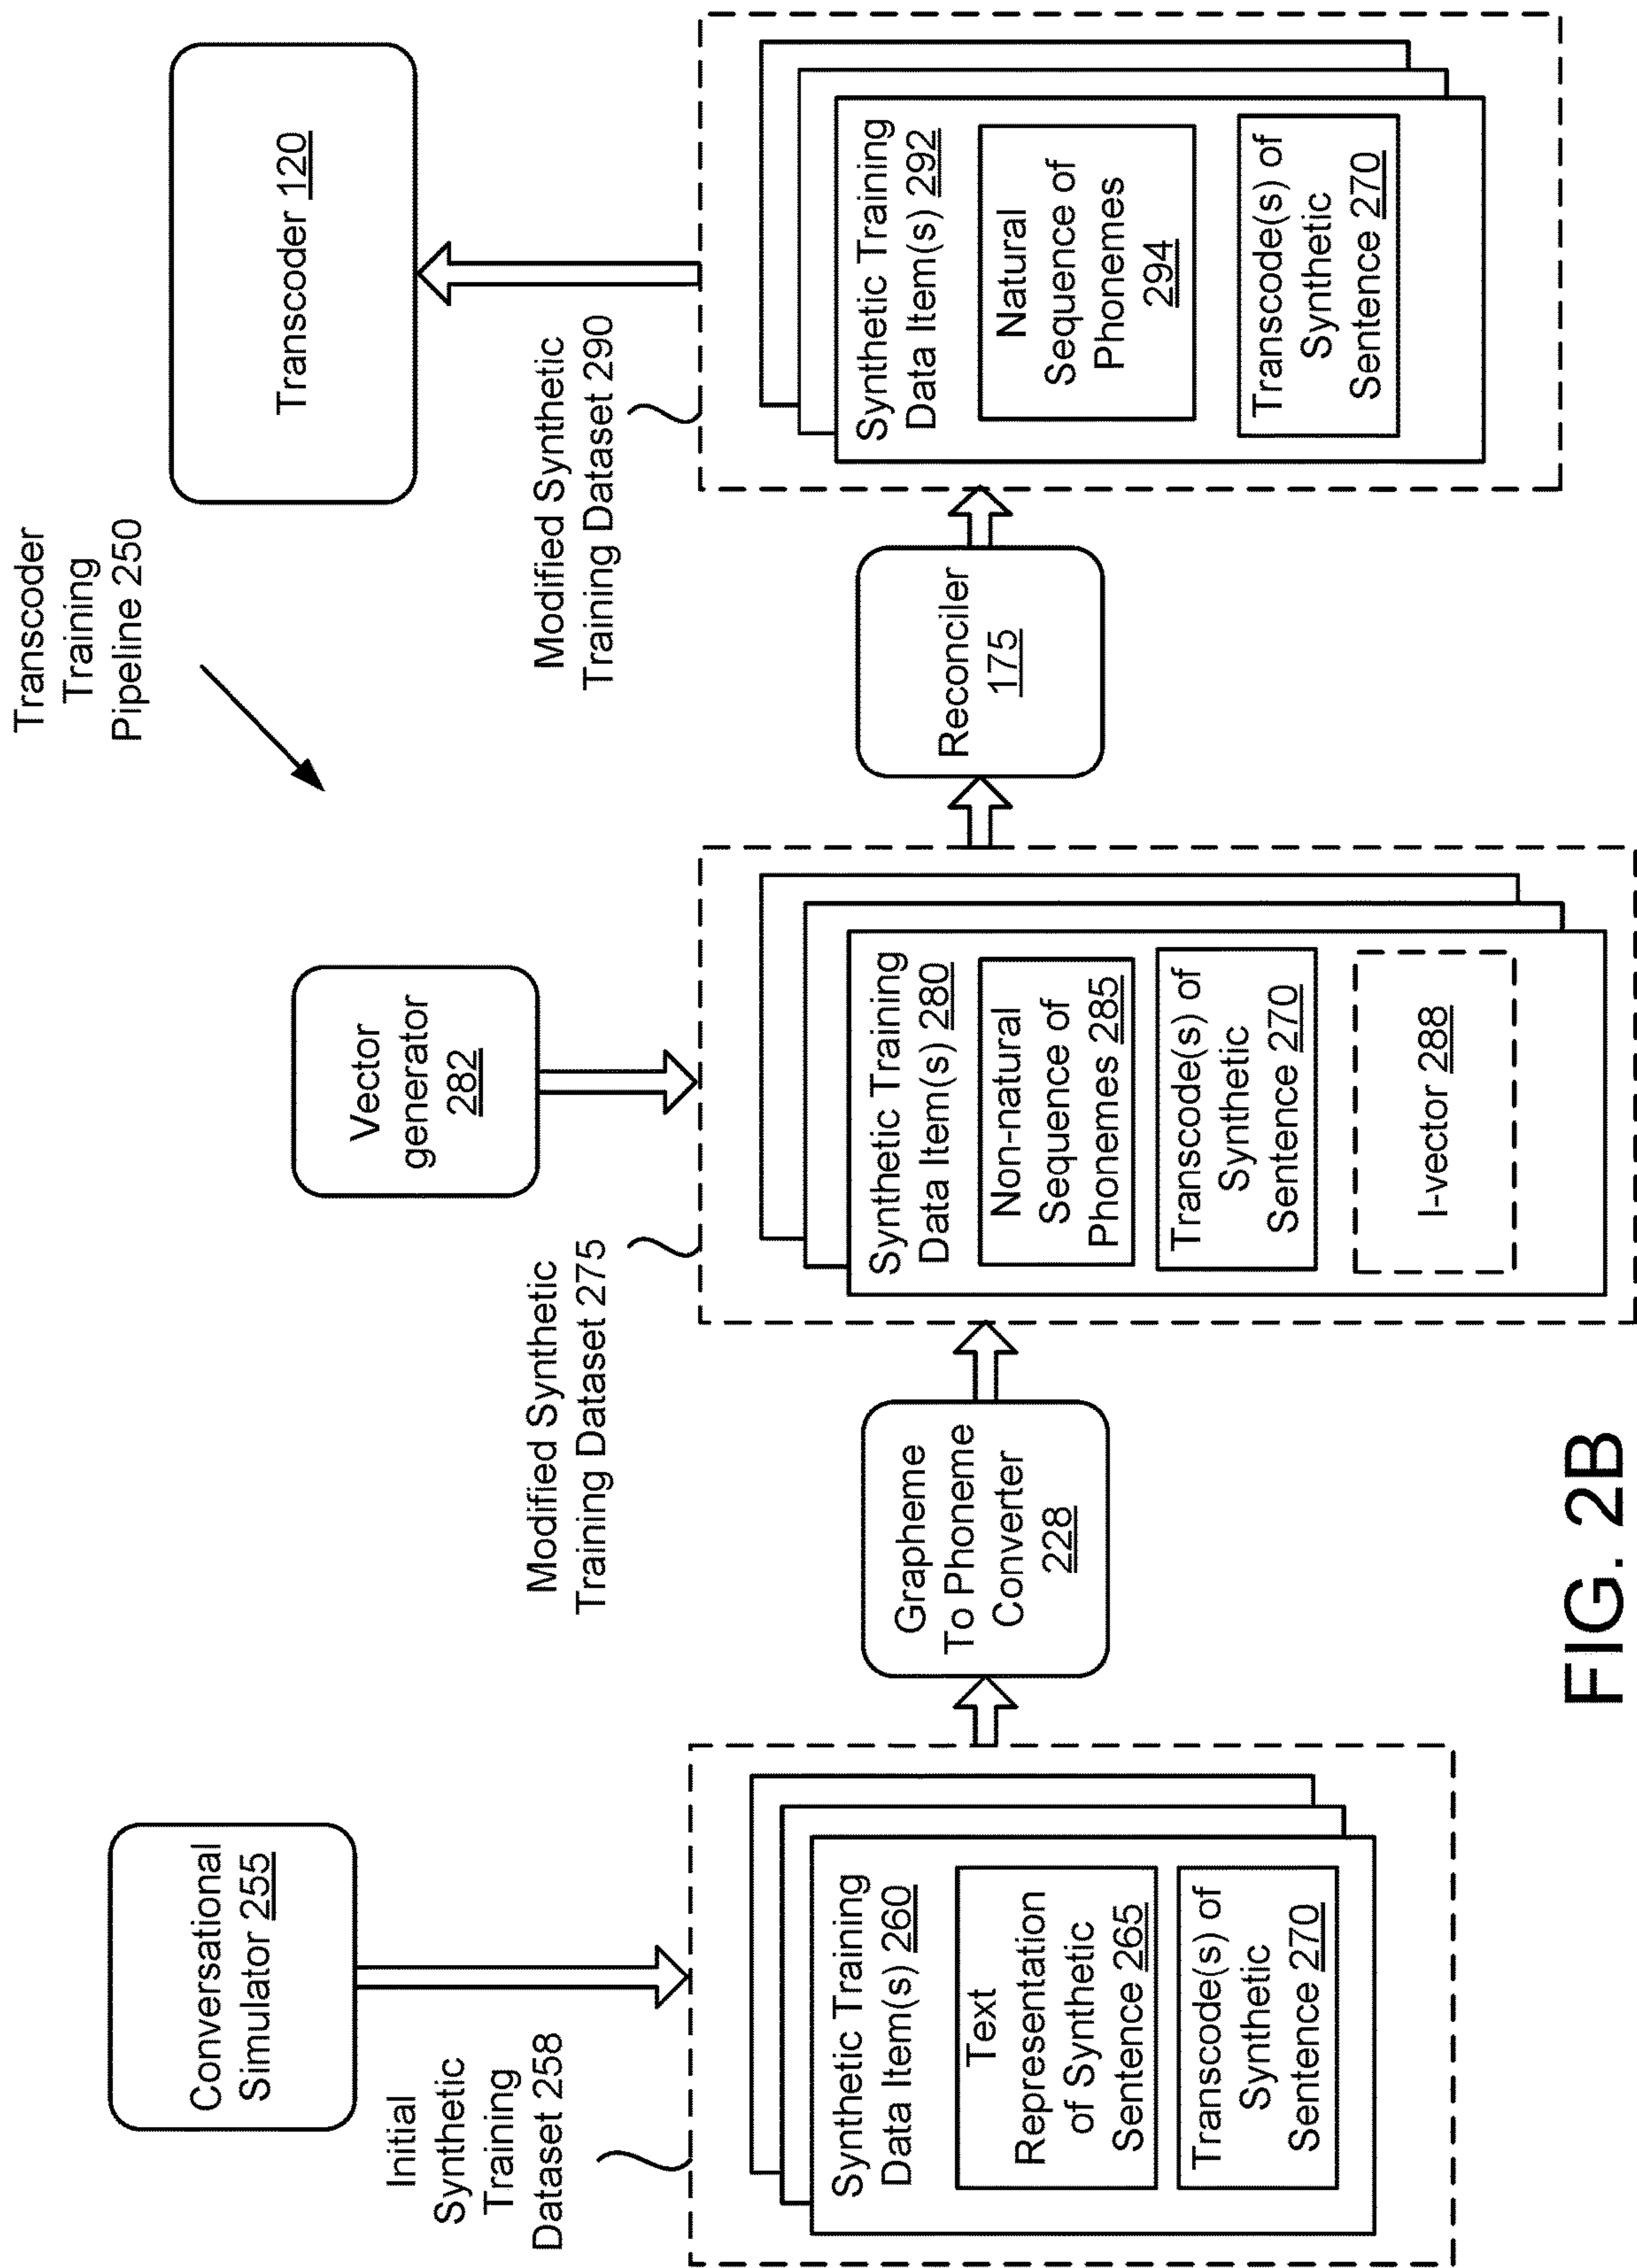 Transcoder
Training
Pipeline 250
Conversational
Simulator 255
Initial
Synthetic
Training
Dataset 258
Synthetic Training
Data Item(s) 260
Text
Representation
of Synthetic
Sentence 265
Transcode(s) of
Synthetic
Sentence 270
Grapheme
To Phoneme
Converter
228
Vector
generator
282
Modified Synthetic
Training Dataset 275
Synthetic Training
Data Item(s) 280
Non-natural
Sequence of
Phonemes 285
Transcode(s) of
Synthetic
Sentence 270
I-vector 288
Reconciler
175
Transcoder 120
Modified Synthetic
Training Dataset 290
Synthetic Training
Data Item(s) 292
Natural
Sequence of
Phonemes
294
Transcode(s) of
Synthetic
Sentence 270
FIG. 2B